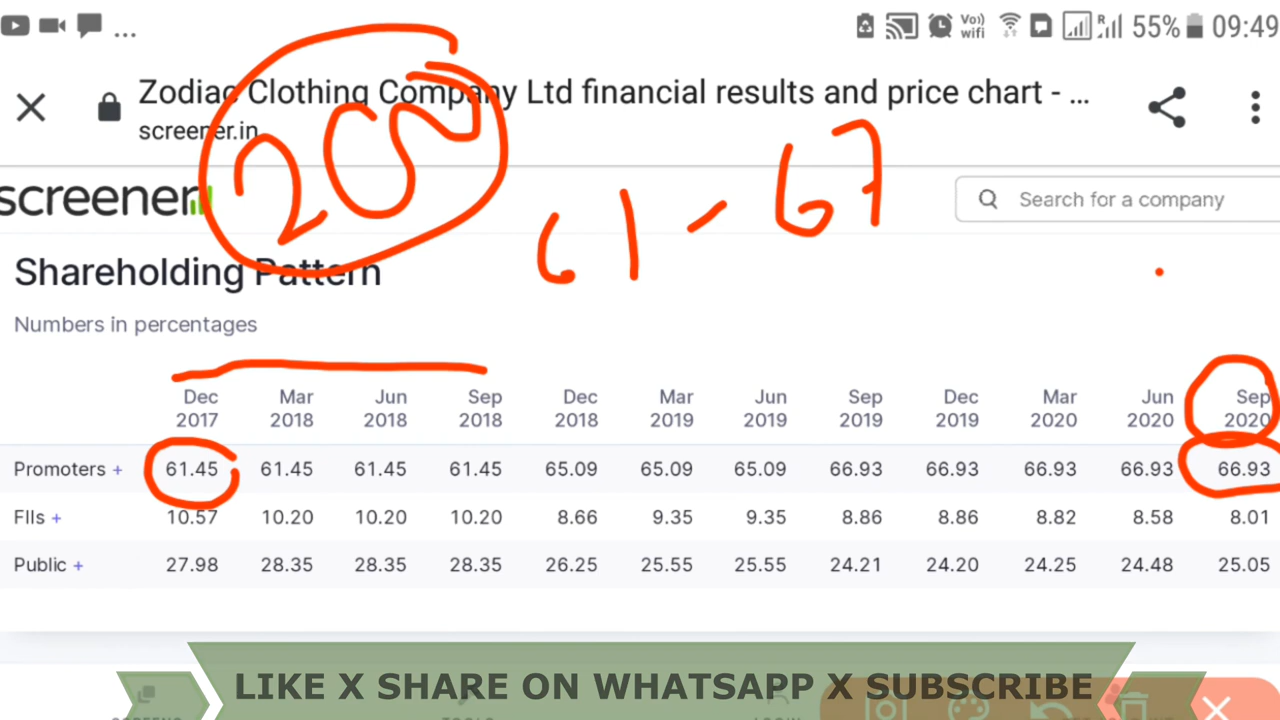 ... Vo)) wifi R 55% 09:49
Zodiac Clothing Company Ltd financial results and price chart - ...
screener.in
200
61 - 67
screener
Search for a company
Shareholding Pattern
Numbers in percentages
Dec 2017 Mar 2018 Jun 2018 Sep 2018 Dec 2018 Mar 2019 Jun 2019 Sep 2019 Dec 2019 Mar 2020 Jun 2020 Sep 2020
Promoters + 61.45 61.45 61.45 61.45 65.09 65.09 65.09 66.93 66.93 66.93 66.93 66.93
FIIs + 10.57 10.20 10.20 10.20 8.66 9.35 9.35 8.86 8.86 8.82 8.58 8.01
Public + 27.98 28.35 28.35 28.35 26.25 25.55 25.55 24.21 24.20 24.25 24.48 25.05
LIKE X SHARE ON WHATSAPP X SUBSCRIBE